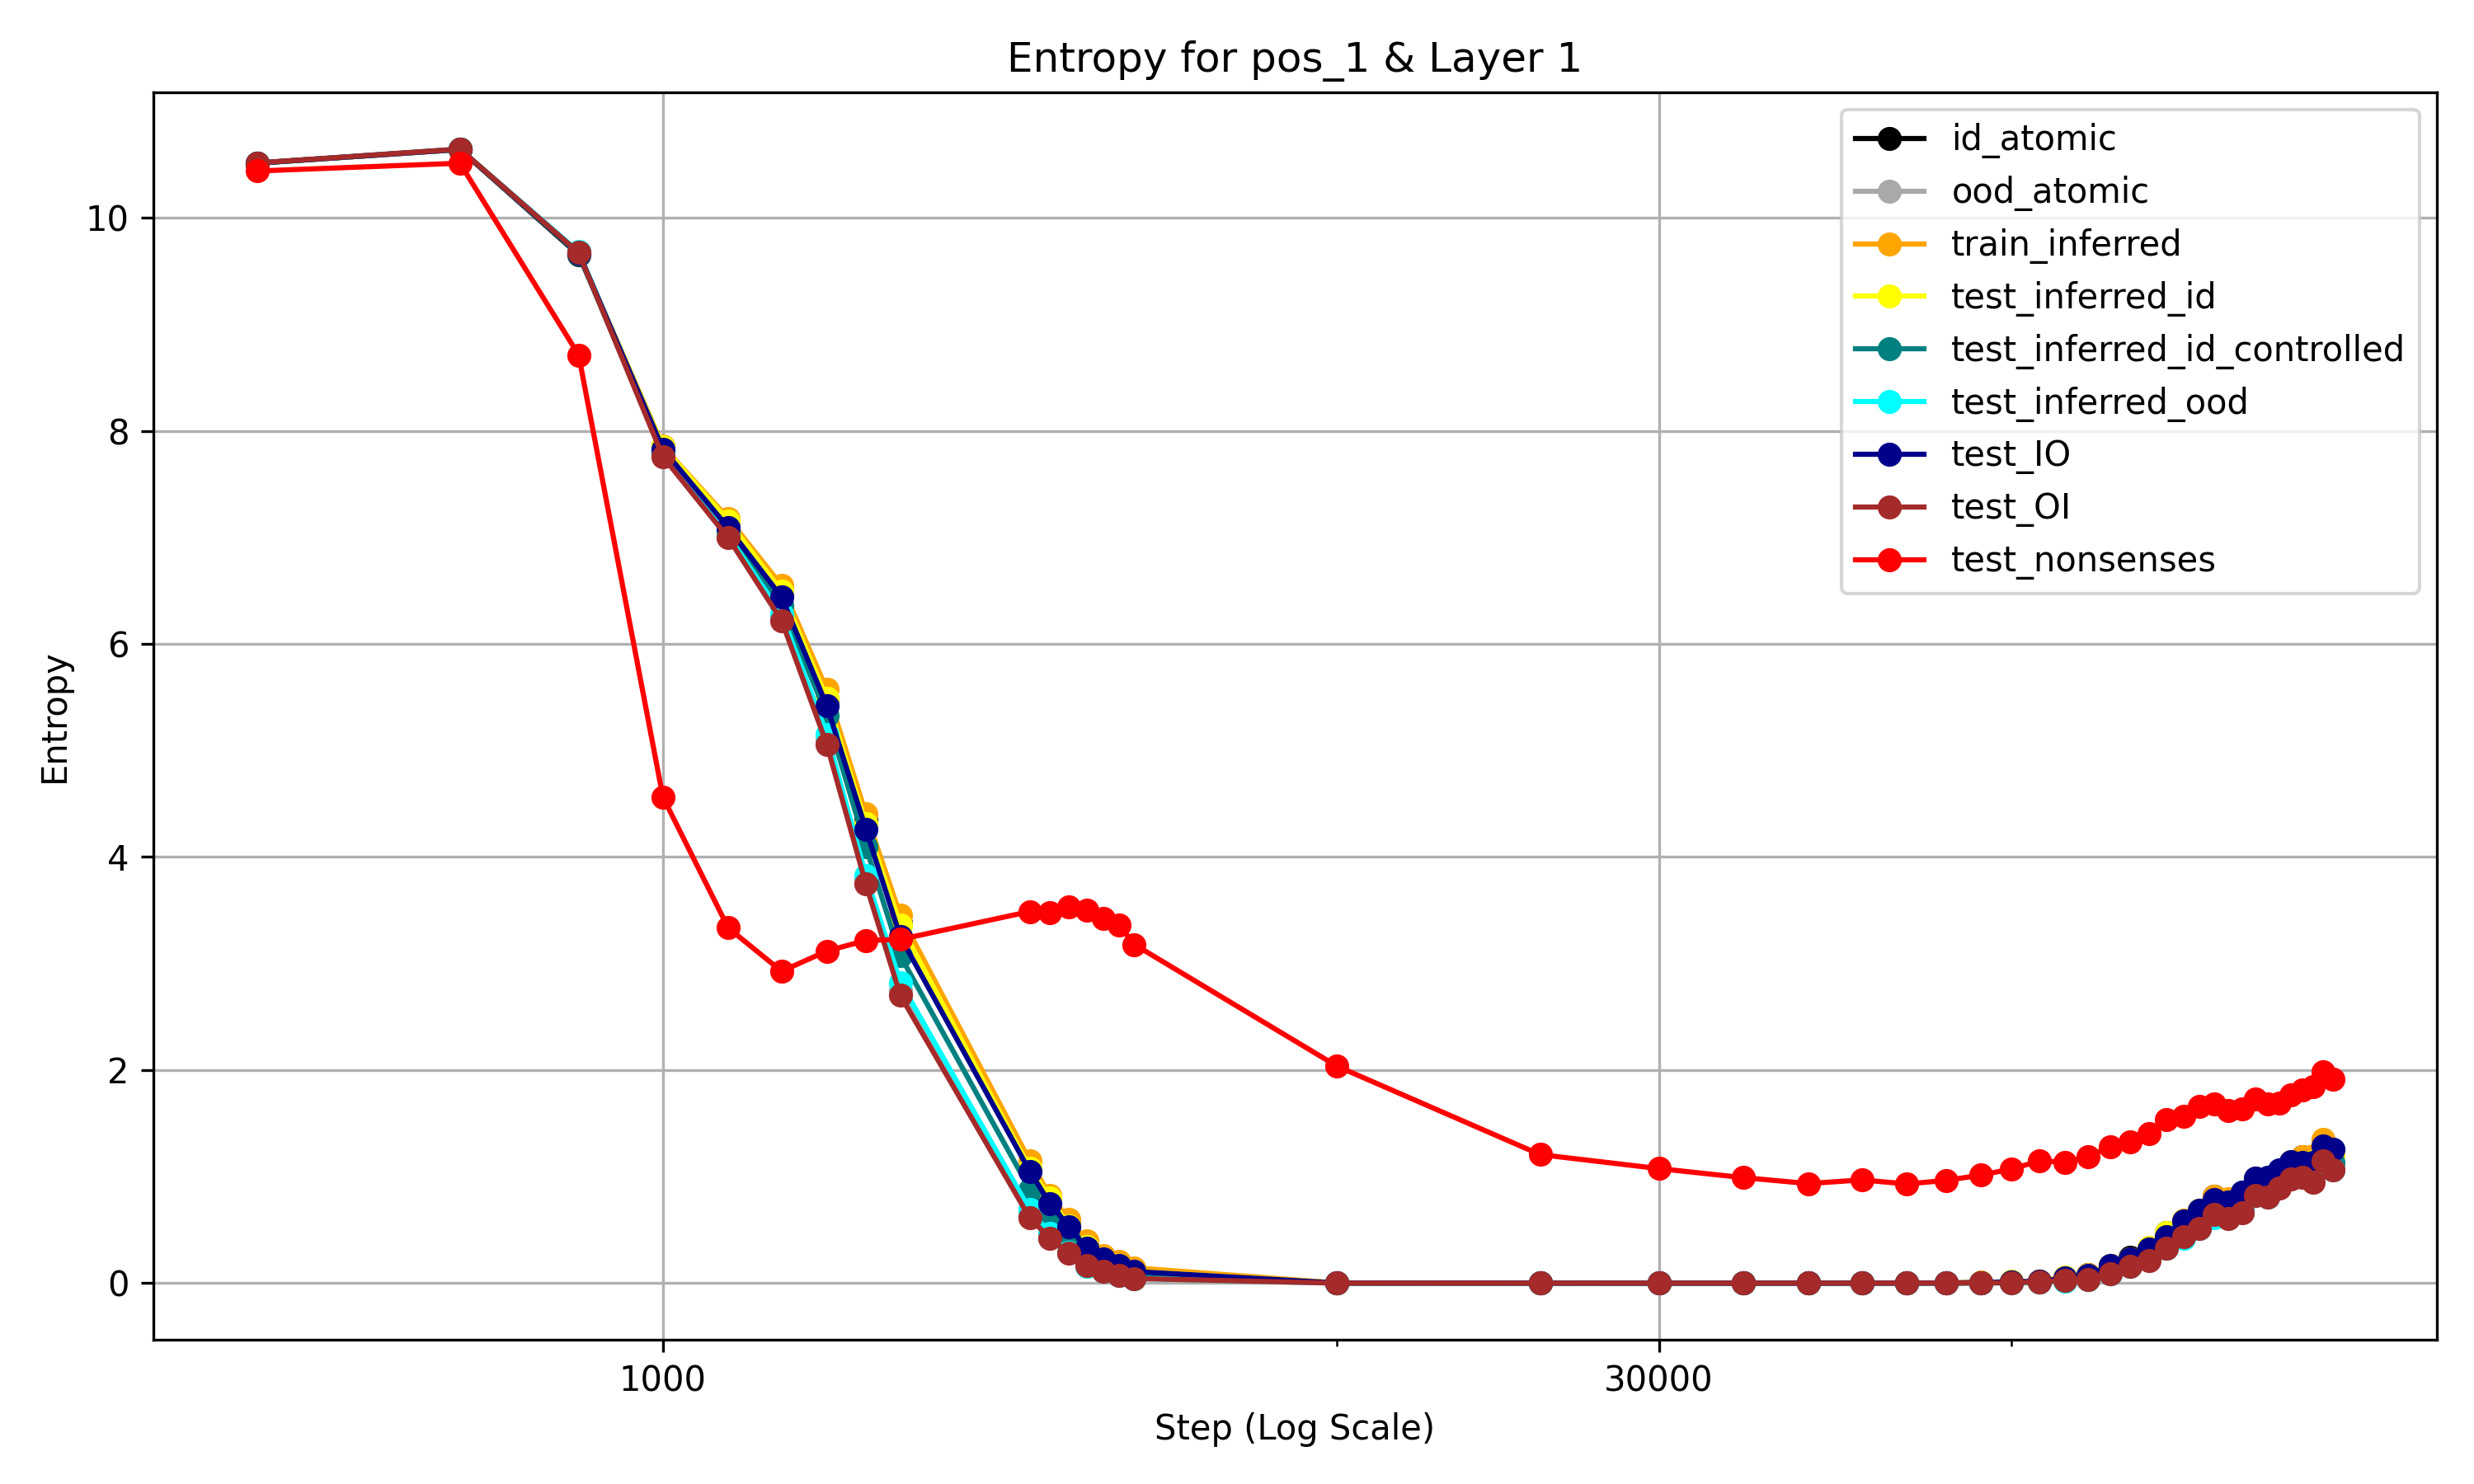 Entropy for pos_1 & Layer 1
id_atomic
ood_atomic
train_inferred
test_inferred_id
test_inferred_id_controlled
test_inferred_ood
test_IO
test_OI
test_nonsenses
Entropy
10
8
6
4
2
0
1000
30000
Step (Log Scale)